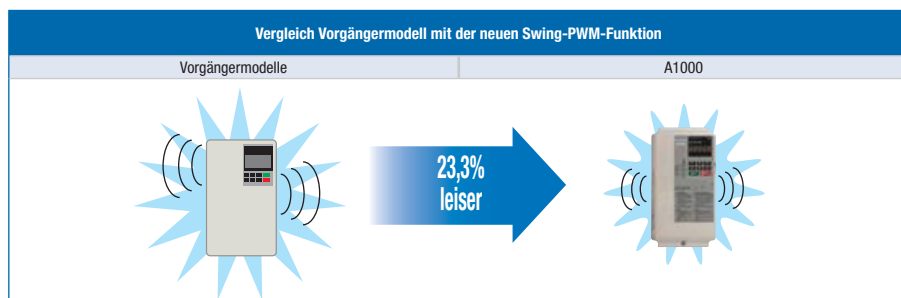 Vergleich Vorgängermodell mit der neuen Swing-PWM-Funktion
Vorgängermodelle
A1000
23,3%
leiser